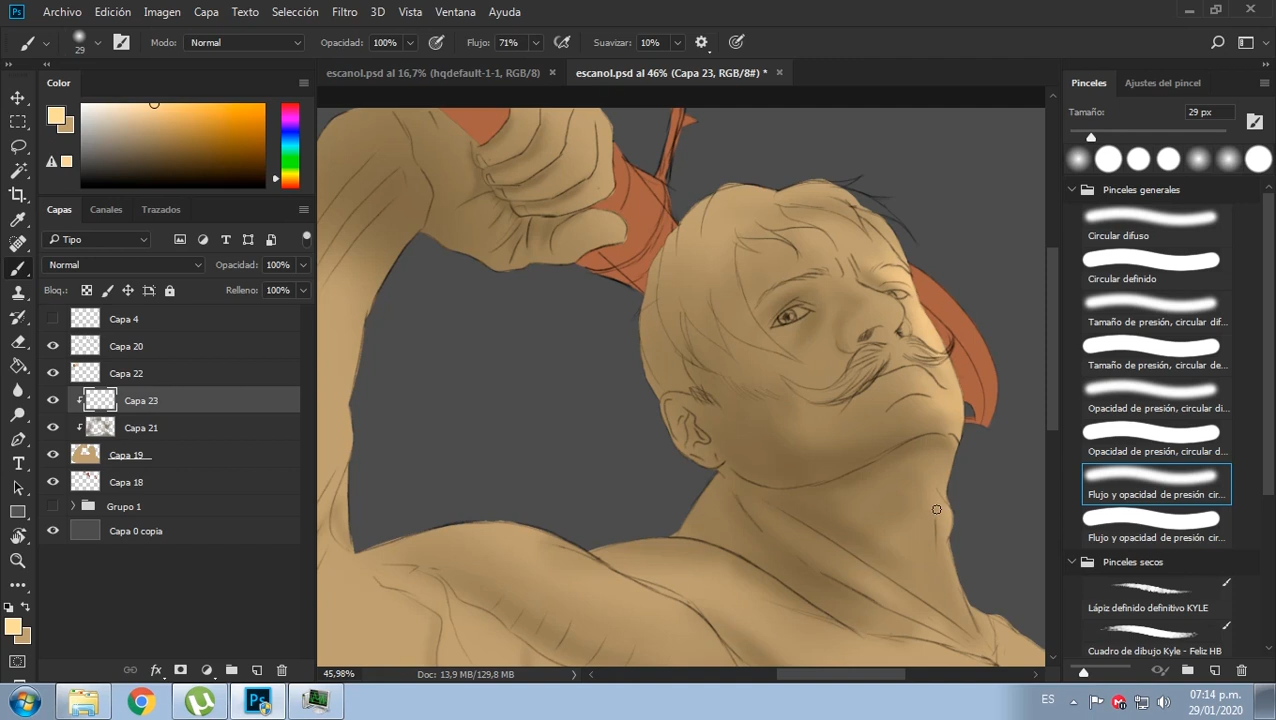 Ps
Archivo Edición Imagen Capa Texto Selección Filtro 3D Vista Ventana Ayuda
29 Modo: Normal Opacidad: 100% Flujo: 71% Suavizar: 10%
escanol.psd al 16,7% (hqdefault-1-1, RGB/8) × escanol.psd al 46% (Capa 23, RGB/8#) * ×
Color
Capas Canales Trazados
Tipo
Normal Opacidad: 100%
Bloq.: Relleno: 100%
Capa 4
Capa 20
Capa 22
Capa 23
Capa 21
Capa 19
Capa 18
Grupo 1
Capa 0 copia
fx
45,98% Doc: 13,9 MB/129,8 MB
Pinceles Ajustes del pincel
Tamaño: 29 px
Pinceles generales
Circular difuso
Circular definido
Tamaño de presión, circular dif...
Tamaño de presión, circular de...
Opacidad de presión, circular di...
Opacidad de presión, circular d...
Flujo y opacidad de presión cir...
Flujo y opacidad de presión cir...
Pinceles secos
Lápiz definido definitivo KYLE
Cuadro de dibujo Kyle - Feliz HB
Ps
ES
07:14 p.m.
29/01/2020